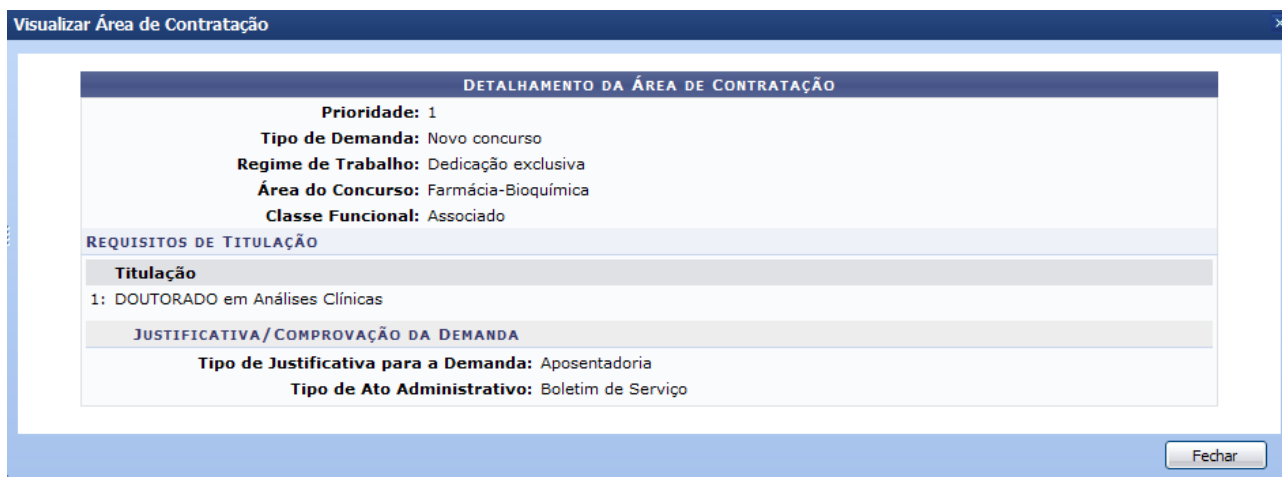 Visualizar Área de Contratação
Detalhamento da Área de Contratação
Prioridade: 1
Tipo de Demanda: Novo concurso
Regime de Trabalho: Dedicação exclusiva
Área do Concurso: Farmácia-Bioquímica
Classe Funcional: Associado
Requisitos de Titulação
Titulação
1: DOUTORADO em Análises Clínicas
Justificativa/Comprovação da Demanda
Tipo de Justificativa para a Demanda: Aposentadoria
Tipo de Ato Administrativo: Boletim de Serviço
Fechar